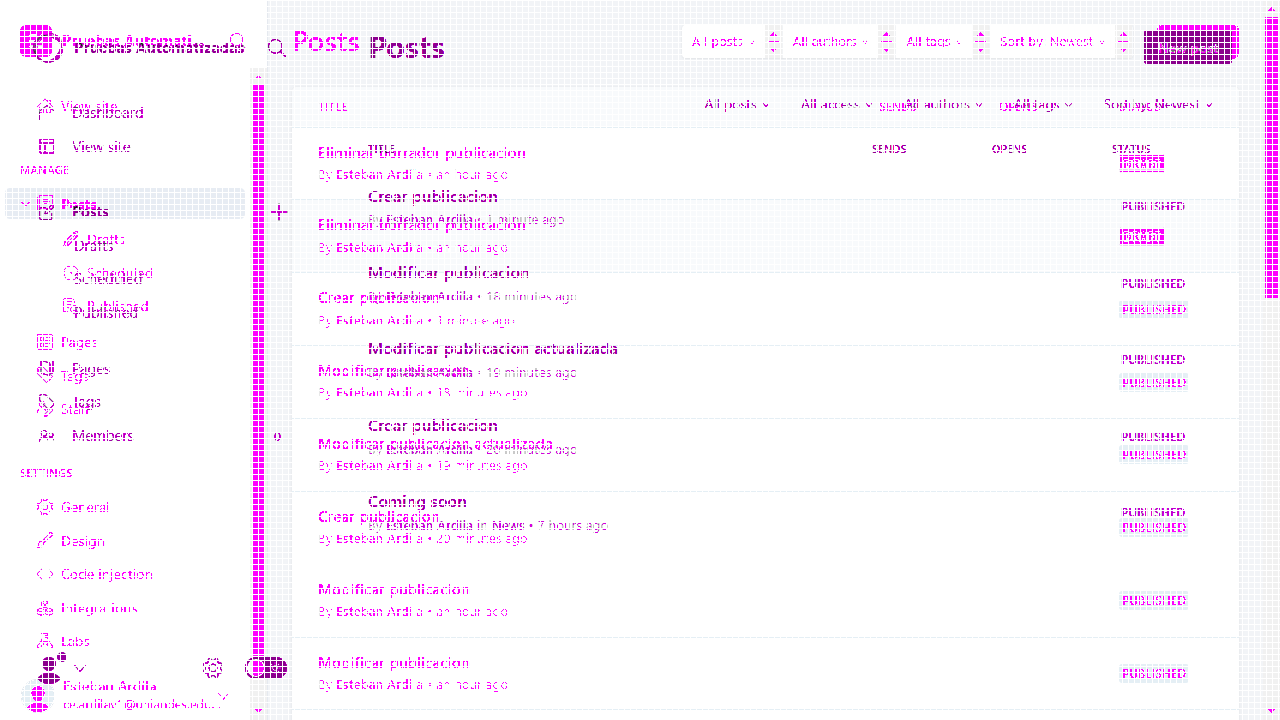 Pruebas Automatizadas
Posts
Posts
All posts
All authors
All tags
Sort by: Newest
View site
Dashboard
TITLE
All posts
All access
SENDS
All authors
OPENS
All tags
Sort by: Newest
View site
MANAGE
Eliminar borrador publicacion
TITLE
SENDS
OPENS
STATUS
By Esteban Ardila • an hour ago
DRAFT
Posts
Posts
Crear publicacion
By Esteban Ardila • 1 minute ago
PUBLISHED
Eliminar borrador publicacion
By Esteban Ardila • an hour ago
DRAFT
Drafts
Drafts
Scheduled
Scheduled
Modificar publicacion
By Esteban Ardila • 18 minutes ago
PUBLISHED
Crear publicacion
By Esteban Ardila • 1 minute ago
PUBLISHED
Published
Published
Pages
Modificar publicacion actualizada
By Esteban Ardila • 19 minutes ago
PUBLISHED
Pages
Tags
Modificar publicacion
By Esteban Ardila • 18 minutes ago
PUBLISHED
Tags
Staff
Members
0
Crear publicacion
By Esteban Ardila • 20 minutes ago
PUBLISHED
Modificar publicacion actualizada
By Esteban Ardila • 19 minutes ago
PUBLISHED
SETTINGS
General
Coming soon
By Esteban Ardila in News • 7 hours ago
PUBLISHED
Crear publicacion
By Esteban Ardila • 20 minutes ago
PUBLISHED
Design
Code injection
Integrations
Labs
Modificar publicacion
By Esteban Ardila • an hour ago
PUBLISHED
Modificar publicacion
By Esteban Ardila • an hour ago
PUBLISHED
Esteban Ardila